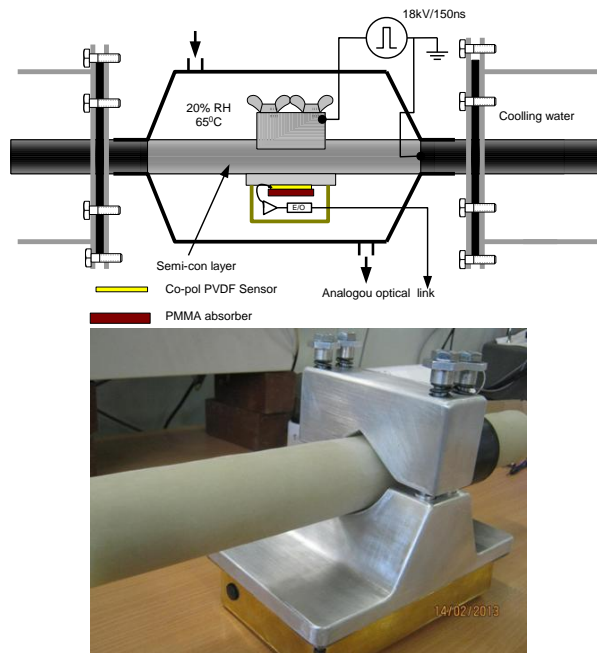 18kV/150ns
20% RH
65⁰C
Coolling water
E/O
Semi-con layer
Co-pol PVDF Sensor
Analogou optical link
PMMA absorber
14/02/2013